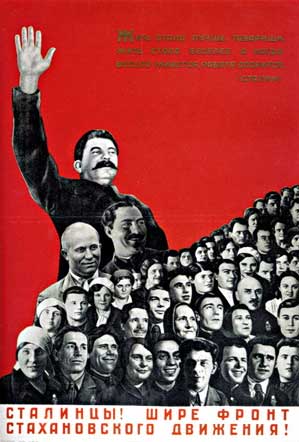 ЖИТЬ СТАЛО ЛУЧШЕ, ТОВАРИЩИ.
ЖИТЬ СТАЛО ВЕСЕЛЕЕ. А КОГДА
ВЕСЕЛО ЖИВЕТСЯ, РАБОТА СПОРИТСЯ
СТАЛИН
СТАЛИНЦЫ! ШИРЕ ФРОНТ
СТАХАНОВСКОГО ДВИЖЕНИЯ!